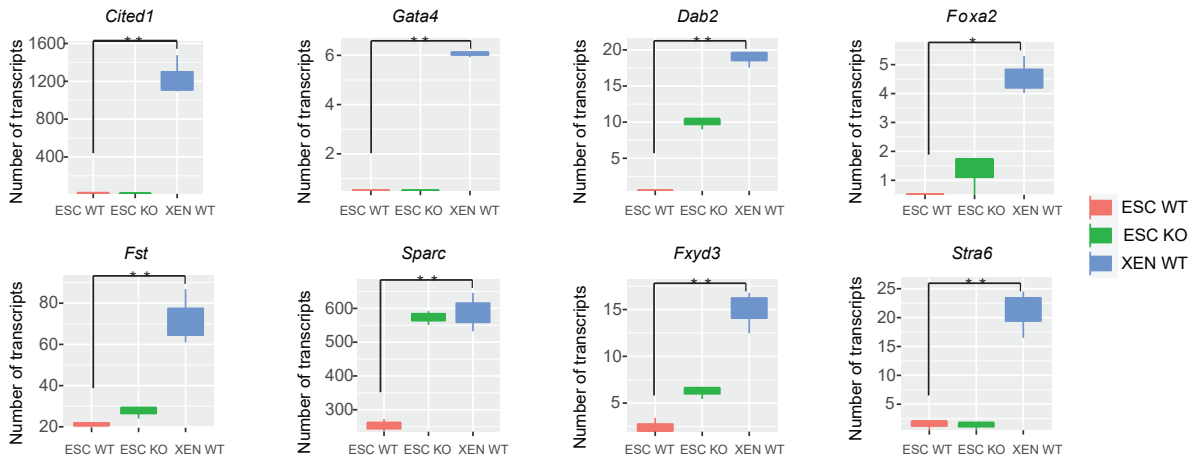 Cited1
Number of transcripts
1600
1200
800
400
* *
ESC WT ESC KO XEN WT
Gata4
Number of transcripts
6
4
2
* *
ESC WT ESC KO XEN WT
Dab2
Number of transcripts
20
15
10
5
* *
ESC WT ESC KO XEN WT
Foxa2
Number of transcripts
5
4
3
2
1
*
ESC WT ESC KO XEN WT
Fst
Number of transcripts
80
60
40
20
* *
ESC WT ESC KO XEN WT
Sparc
Number of transcripts
600
500
400
300
* *
ESC WT ESC KO XEN WT
Fxyd3
Number of transcripts
15
10
5
* *
ESC WT ESC KO XEN WT
Stra6
Number of transcripts
25
20
15
10
5
* *
ESC WT ESC KO XEN WT
ESC WT
ESC KO
XEN WT